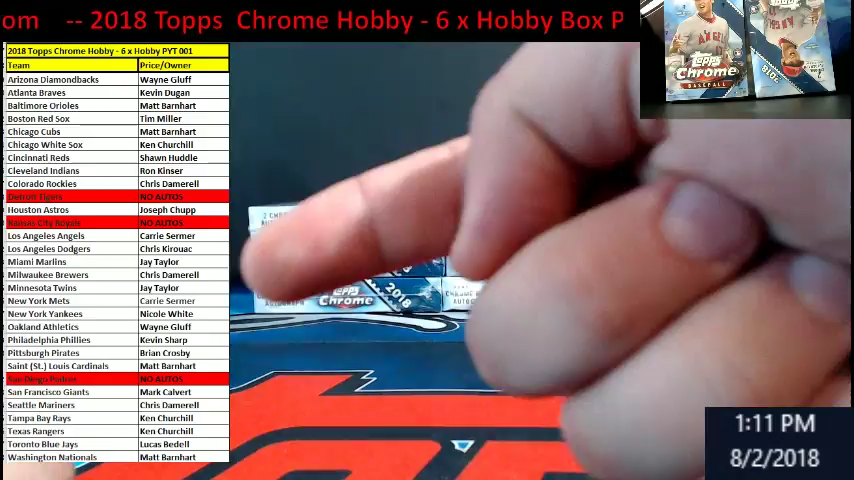 om -- 2018 Topps Chrome Hobby - 6 x Hobby Box P
2018 Topps Chrome Hobby - 6 x Hobby PYT 001
Team Price/Owner
Arizona Diamondbacks Wayne Gluff
Atlanta Braves Kevin Dugan
Baltimore Orioles Matt Barnhart
Boston Red Sox Tim Miller
Chicago Cubs Matt Barnhart
Chicago White Sox Ken Churchill
Cincinnati Reds Shawn Huddle
Cleveland Indians Ron Kinser
Colorado Rockies Chris Damerell
Detroit Tigers NO AUTOS
Houston Astros Joseph Chupp
Kansas City Royals NO AUTOS
Los Angeles Angels Carrie Sermer
Los Angeles Dodgers Chris Kirouac
Miami Marlins Jay Taylor
Milwaukee Brewers Chris Damerell
Minnesota Twins Jay Taylor
New York Mets Carrie Sermer
New York Yankees Nicole White
Oakland Athletics Wayne Gluff
Philadelphia Phillies Kevin Sharp
Pittsburgh Pirates Brian Crosby
Saint (St.) Louis Cardinals Matt Barnhart
San Diego Padres NO AUTOS
San Francisco Giants Mark Calvert
Seattle Mariners Chris Damerell
Tampa Bay Rays Ken Churchill
Texas Rangers Ken Churchill
Toronto Blue Jays Lucas Bedell
Washington Nationals Matt Barnhart
ANGELS
Topps
Chrome
BASEBALL
2018
Topps
Chrome
2018
1:11 PM
8/2/2018